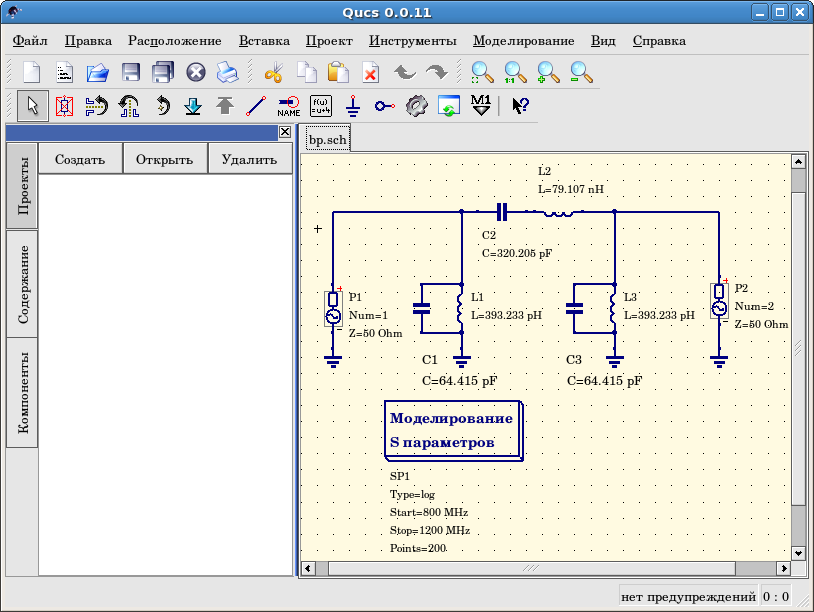 Qucs 0.0.11
Файл Правка Расположение Вставка Проект Инструменты Моделирование Вид Справка
1:1
NAME
f(ω)
ω=μ+4
M1
bp.sch
Создать Открыть Удалить
Проекты
Содержание
Компоненты
L2
L=79.107 nH
C2
C=320.205 pF
P1
Num=1
Z=50 Ohm
L1
L=393.233 pH
L3
L=393.233 pH
P2
Num=2
Z=50 Ohm
C1
C=64.415 pF
C3
C=64.415 pF
Моделирование
S параметров
SP1
Type=log
Start=800 MHz
Stop=1200 MHz
Points=200
нет предупреждений 0 : 0